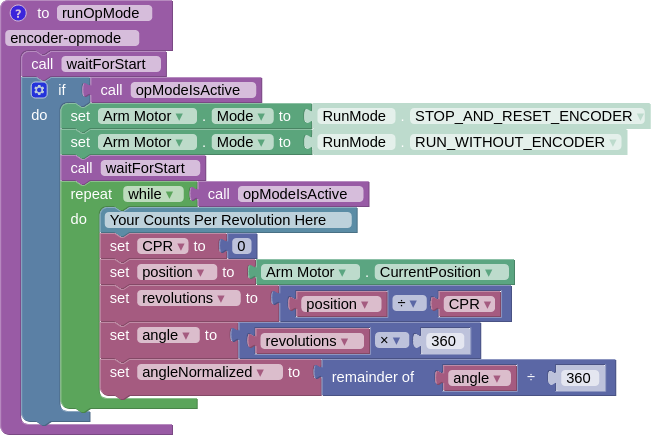 ? to runOpMode
encoder-opmode
call waitForStart
if call opModeIsActive
do set Arm Motor ▾ . Mode ▾ to RunMode . STOP_AND_RESET_ENCODER ▾
set Arm Motor ▾ . Mode ▾ to RunMode . RUN_WITHOUT_ENCODER ▾
call waitForStart
repeat while ▾ call opModeIsActive
do Your Counts Per Revolution Here
set CPR ▾ to 0
set position ▾ to Arm Motor ▾ . CurrentPosition ▾
set revolutions ▾ to position ▾ ÷ ▾ CPR ▾
set angle ▾ to revolutions ▾ × ▾ 360
set angleNormalized ▾ to remainder of angle ▾ ÷ 360